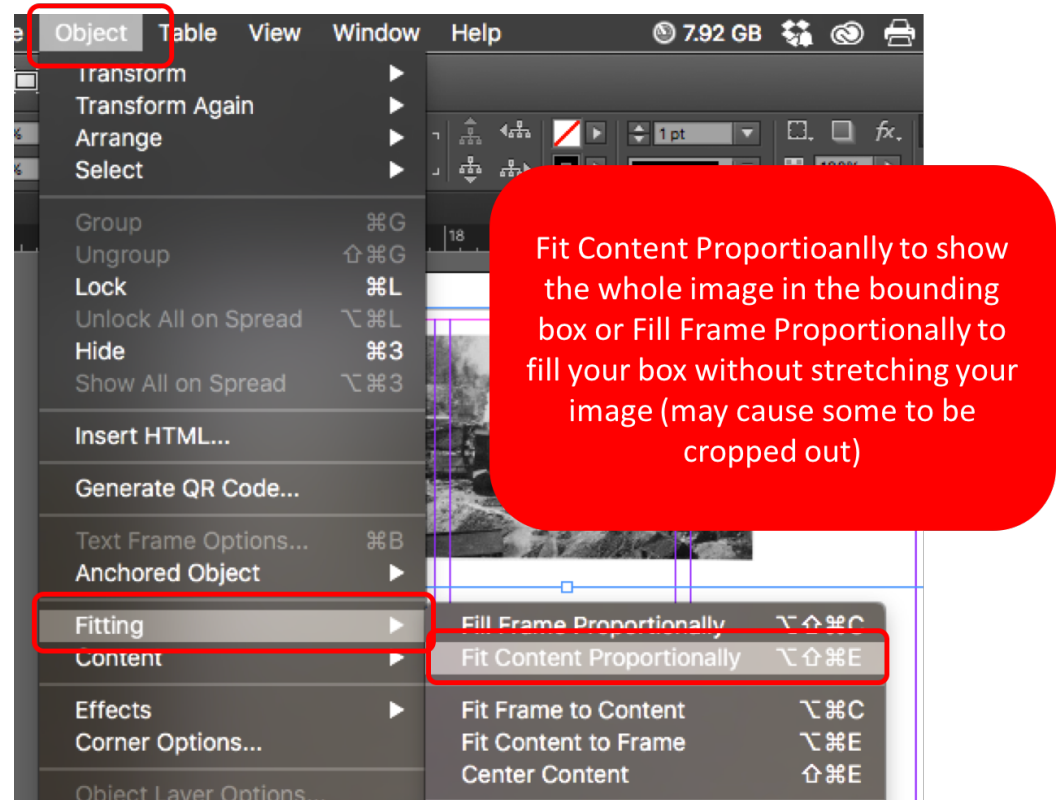 Object Table View Window Help 7.92 GB
Transform
Transform Again
Arrange
Select
1 pt
fx.
Group ⌘G
Ungroup ⇧⌘G
Lock ⌘L
Unlock All on Spread ⌥⌘L
Hide ⌘3
Show All on Spread ⌥⌘3
Insert HTML...
Generate QR Code...
Text Frame Options... ⌘B
Anchored Object
Fitting
Content
Effects
Corner Options...
Object Layer Options...
18
Fit Content Proportioanlly to show
the whole image in the bounding
box or Fill Frame Proportionally to
fill your box without stretching your
image (may cause some to be
cropped out)
Fill Frame Proportionally ⌥⇧⌘C
Fit Content Proportionally ⌥⇧⌘E
Fit Frame to Content ⌥⌘C
Fit Content to Frame ⌥⌘E
Center Content ⇧⌘E